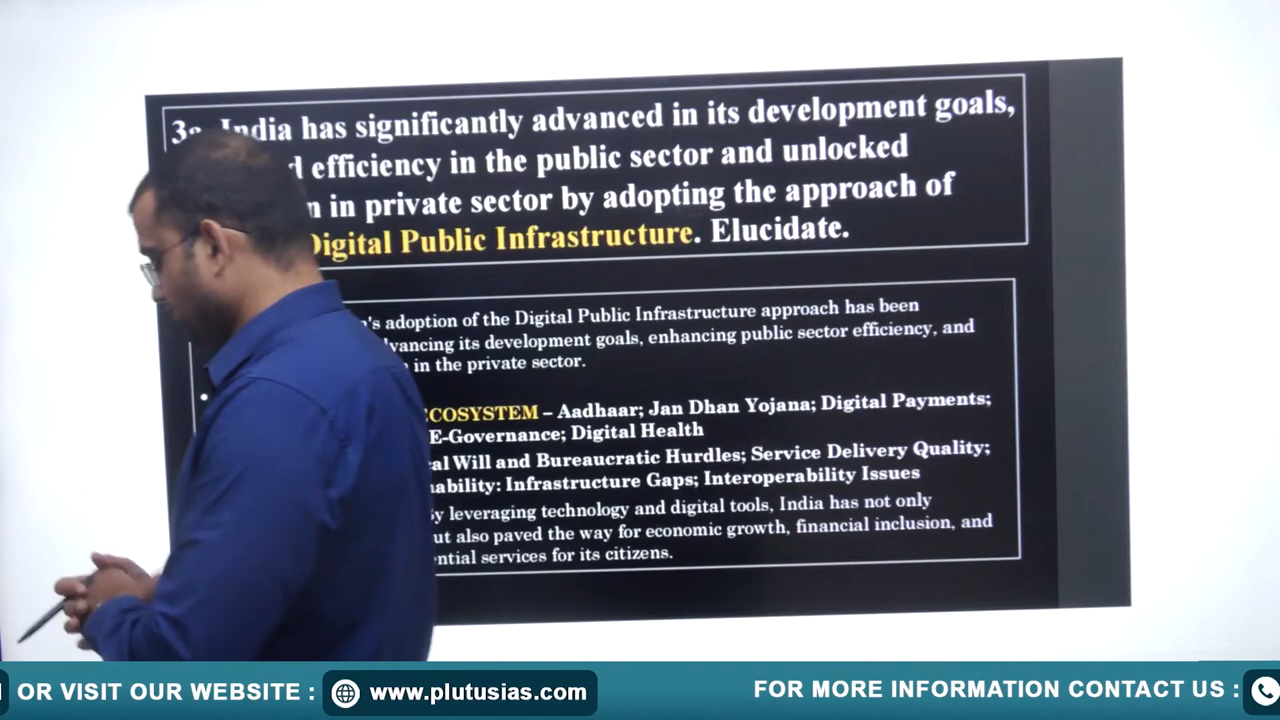 3a. India has significantly advanced in its development goals,
efficiency in the public sector and unlocked
in private sector by adopting the approach of
Digital Public Infrastructure. Elucidate.
's adoption of the Digital Public Infrastructure approach has been
its development goals, enhancing public sector efficiency, and
in the private sector.
ECOSYSTEM – Aadhaar; Jan Dhan Yojana; Digital Payments;
E-Governance; Digital Health
Will and Bureaucratic Hurdles; Service Delivery Quality;
Infrastructure Gaps; Interoperability Issues
By leveraging technology and digital tools, India has not only
but also paved the way for economic growth, financial inclusion, and
services for its citizens.
OR VISIT OUR WEBSITE : www.plutusias.com FOR MORE INFORMATION CONTACT US :